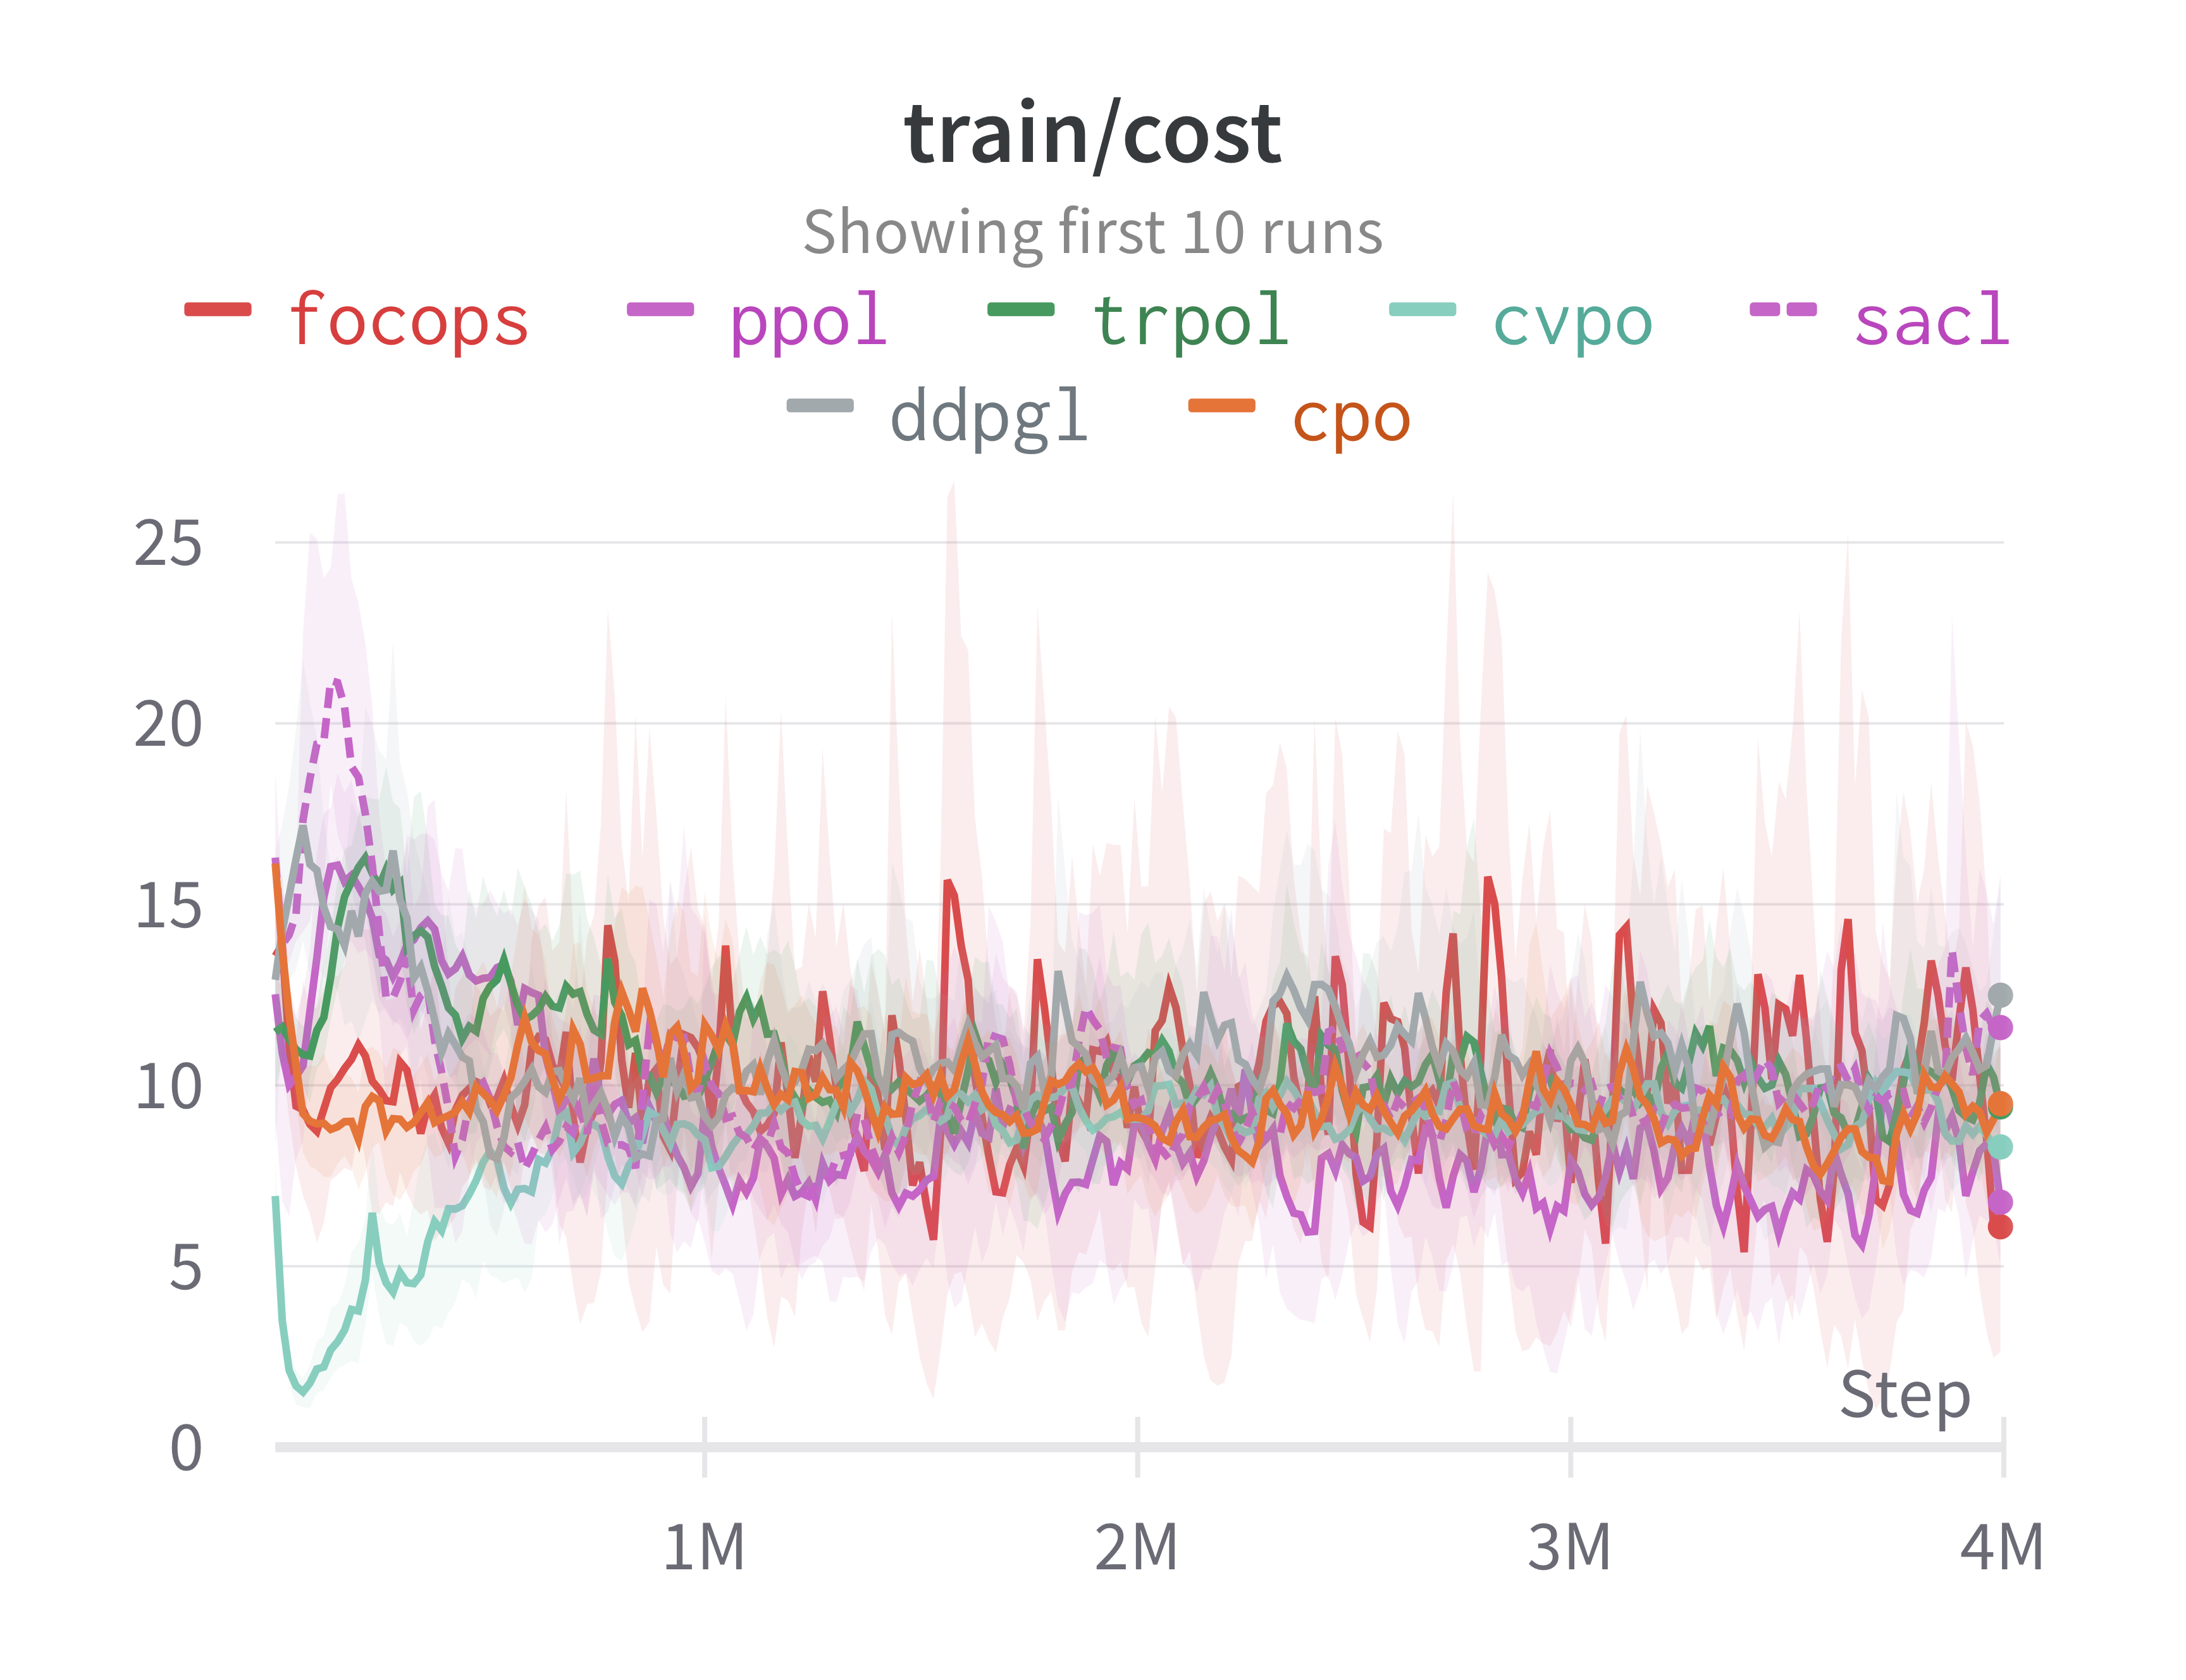 train/cost
Showing first 10 runs
focops ppol trpol cvpo sacl
ddpgl cpo
25
20
15
10
5
Step
0
1M 2M 3M 4M